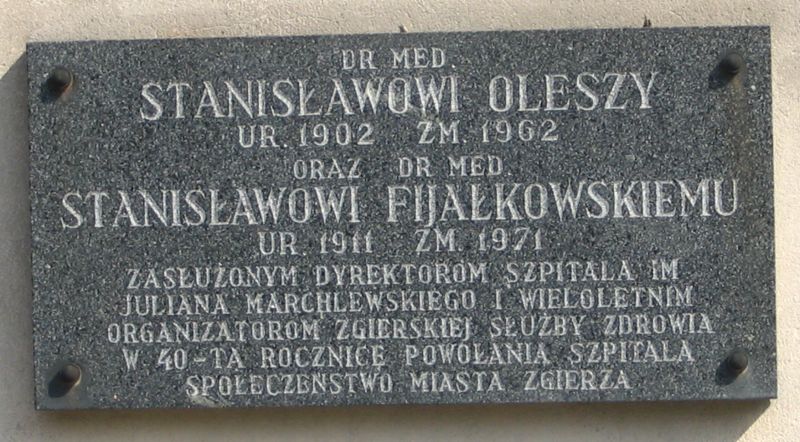 DR MED.
STANISŁAWOWI OLESZY
UR. 1902 ZM. 1962
ORAZ DR MED.
STANISŁAWOWI FIJAŁKOWSKIEMU
UR. 1911 ZM. 1971
ZASŁUŻONYM DYREKTOROM SZPITALA IM
JULIANA MARCHLEWSKIEGO I WIELOLETNIM
ORGANIZATOROM ZGIERSKIEJ SŁUŻBY ZDROWIA
W 40-TĄ ROCZNICĘ POWOŁANIA SZPITALA
SPOŁECZEŃSTWO MIASTA ZGIERZA